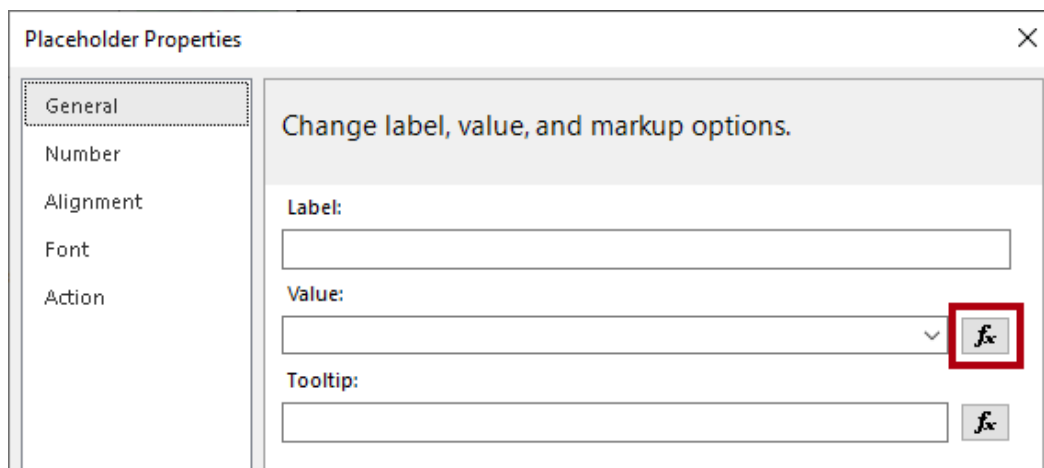 Placeholder Properties
General
Number
Alignment
Font
Action
Change label, value, and markup options.
Label:
Value:
fx
Tooltip:
fx